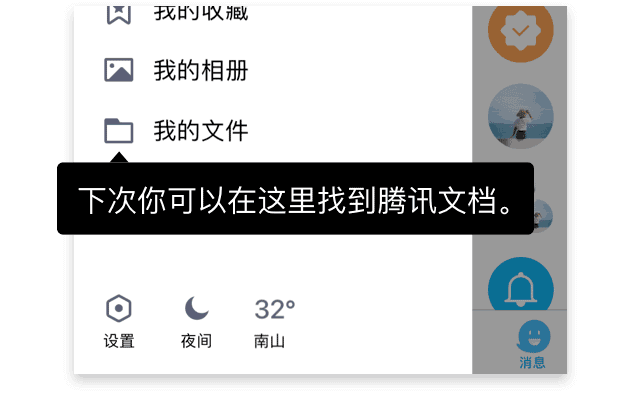 我的收藏
我的相册
我的文件
下次你可以在这里找到腾讯文档。
32°
设置
夜间
南山
消息